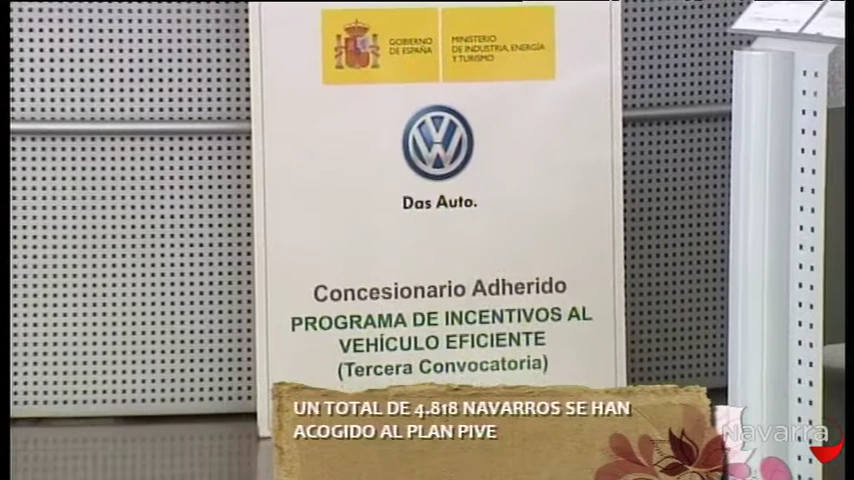 GOBIERNO
DE ESPAÑA
MINISTERIO
DE INDUSTRIA, ENERGÍA
Y TURISMO
Das Auto.
Concesionario Adherido
PROGRAMA DE INCENTIVOS AL
VEHÍCULO EFICIENTE
(Tercera Convocatoria)
UN TOTAL DE 4.818 NAVARROS SE HAN
ACOGIDO AL PLAN PIVE
Navarra